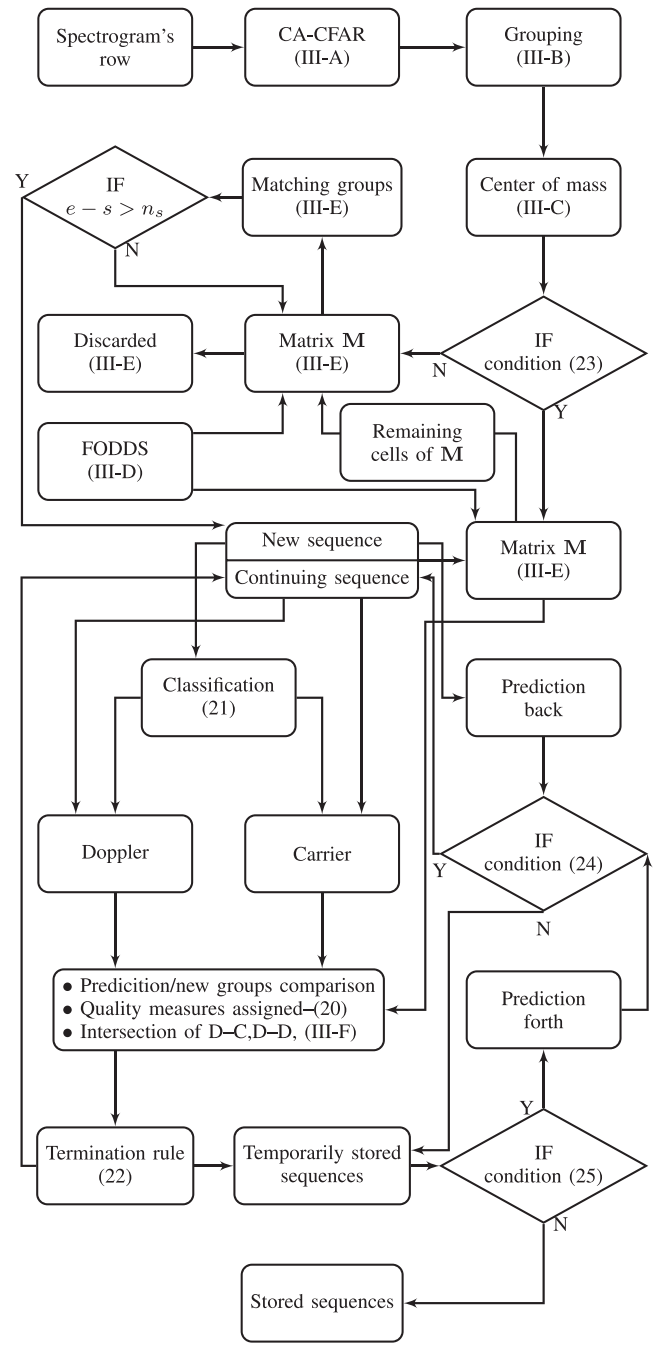 Spectrogram's
row
CA-CFAR
(III-A)
Grouping
(III-B)
Y
IF
e − s > nₛ
N
Matching groups
(III-E)
Center of mass
(III-C)
Discarded
(III-E)
Matrix M
(III-E)
N
IF
condition (23)
Y
FODDS
(III-D)
Remaining
cells of M
New sequence
Continuing sequence
Matrix M
(III-E)
Classification
(21)
Prediction
back
Doppler
Carrier
Y
IF
condition (24)
N
• Predicition/new groups comparison
• Quality measures assigned–(20)
• Intersection of D–C,D–D, (III-F)
Prediction
forth
Y
Termination rule
(22)
Temporarily stored
sequences
IF
condition (25)
N
Stored sequences